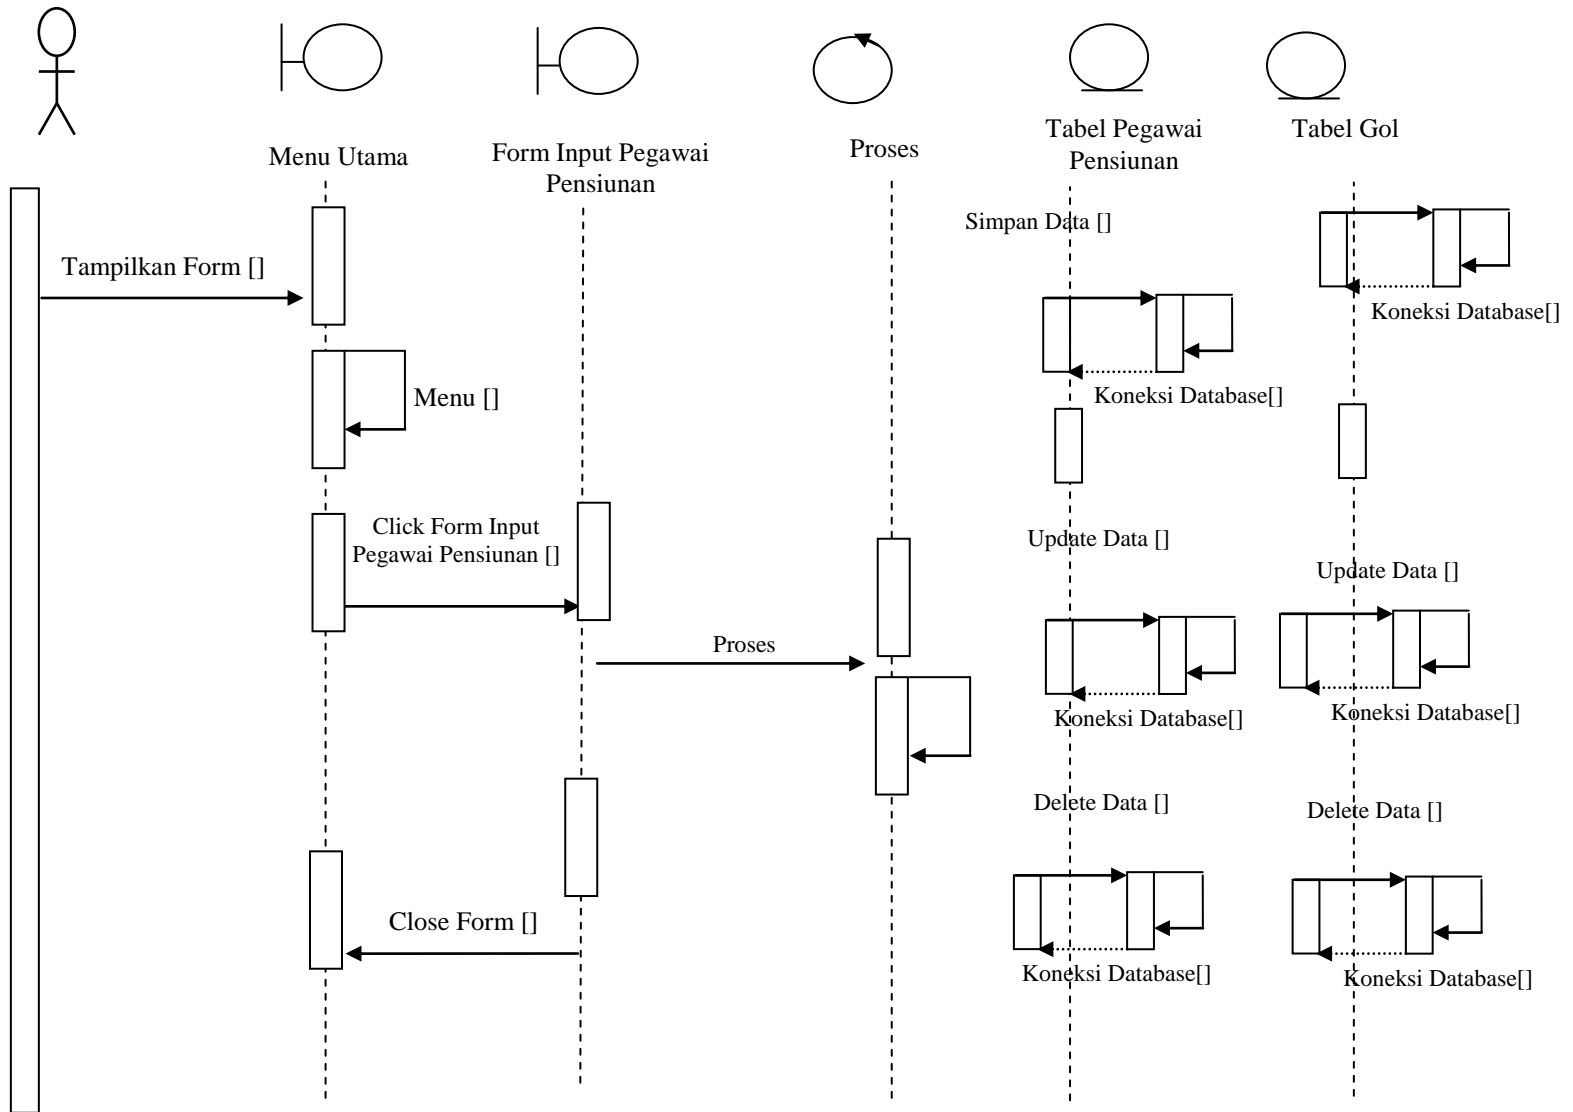 Menu Utama
Form Input Pegawai
Pensiunan
Proses
Tabel Pegawai
Pensiunan
Tabel Gol
Simpan Data []
Tampilkan Form []
Koneksi Database[]
Koneksi Database[]
Menu []
Click Form Input
Pegawai Pensiunan []
Update Data []
Update Data []
Proses
Koneksi Database[]
Koneksi Database[]
Delete Data []
Delete Data []
Close Form []
Koneksi Database[]
Koneksi Database[]